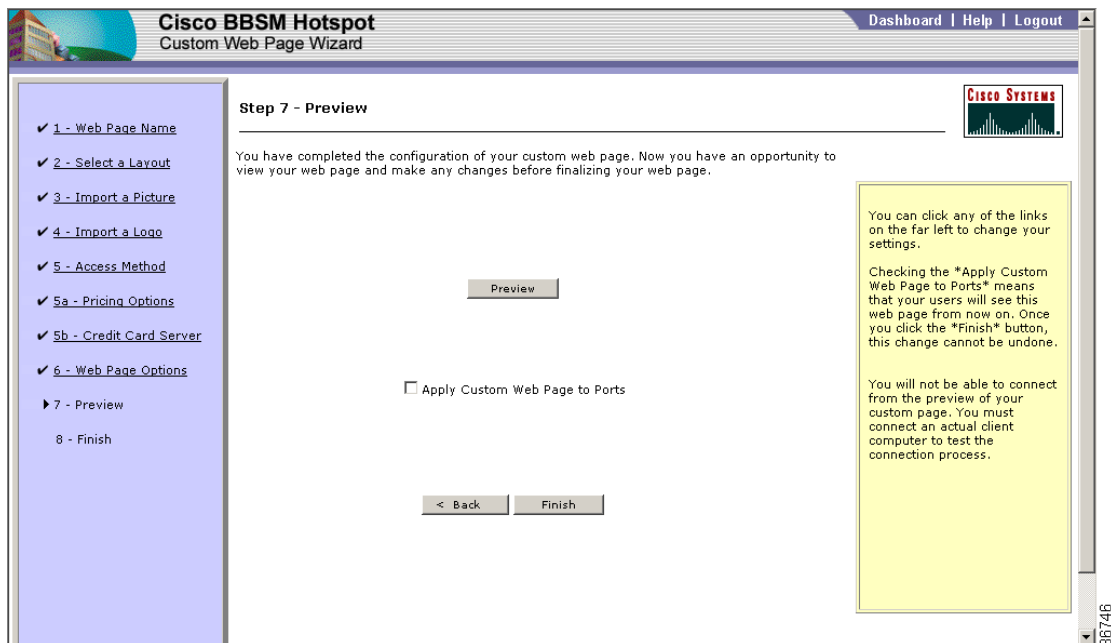 Cisco BBSM Hotspot
Custom Web Page Wizard
Dashboard | Help | Logout
✔ 1 - Web Page Name
✔ 2 - Select a Layout
✔ 3 - Import a Picture
✔ 4 - Import a Logo
✔ 5 - Access Method
✔ 5a - Pricing Options
✔ 5b - Credit Card Server
✔ 6 - Web Page Options
7 - Preview
8 - Finish
Step 7 - Preview
CISCO SYSTEMS
You have completed the configuration of your custom web page. Now you have an opportunity to
view your web page and make any changes before finalizing your web page.
Preview
Apply Custom Web Page to Ports
< Back
Finish
You can click any of the links
on the far left to change your
settings.
Checking the *Apply Custom
Web Page to Ports* means
that your users will see this
web page from now on. Once
you click the *Finish* button,
this change cannot be undone.
You will not be able to connect
from the preview of your
custom page. You must
connect an actual client
computer to test the
connection process.